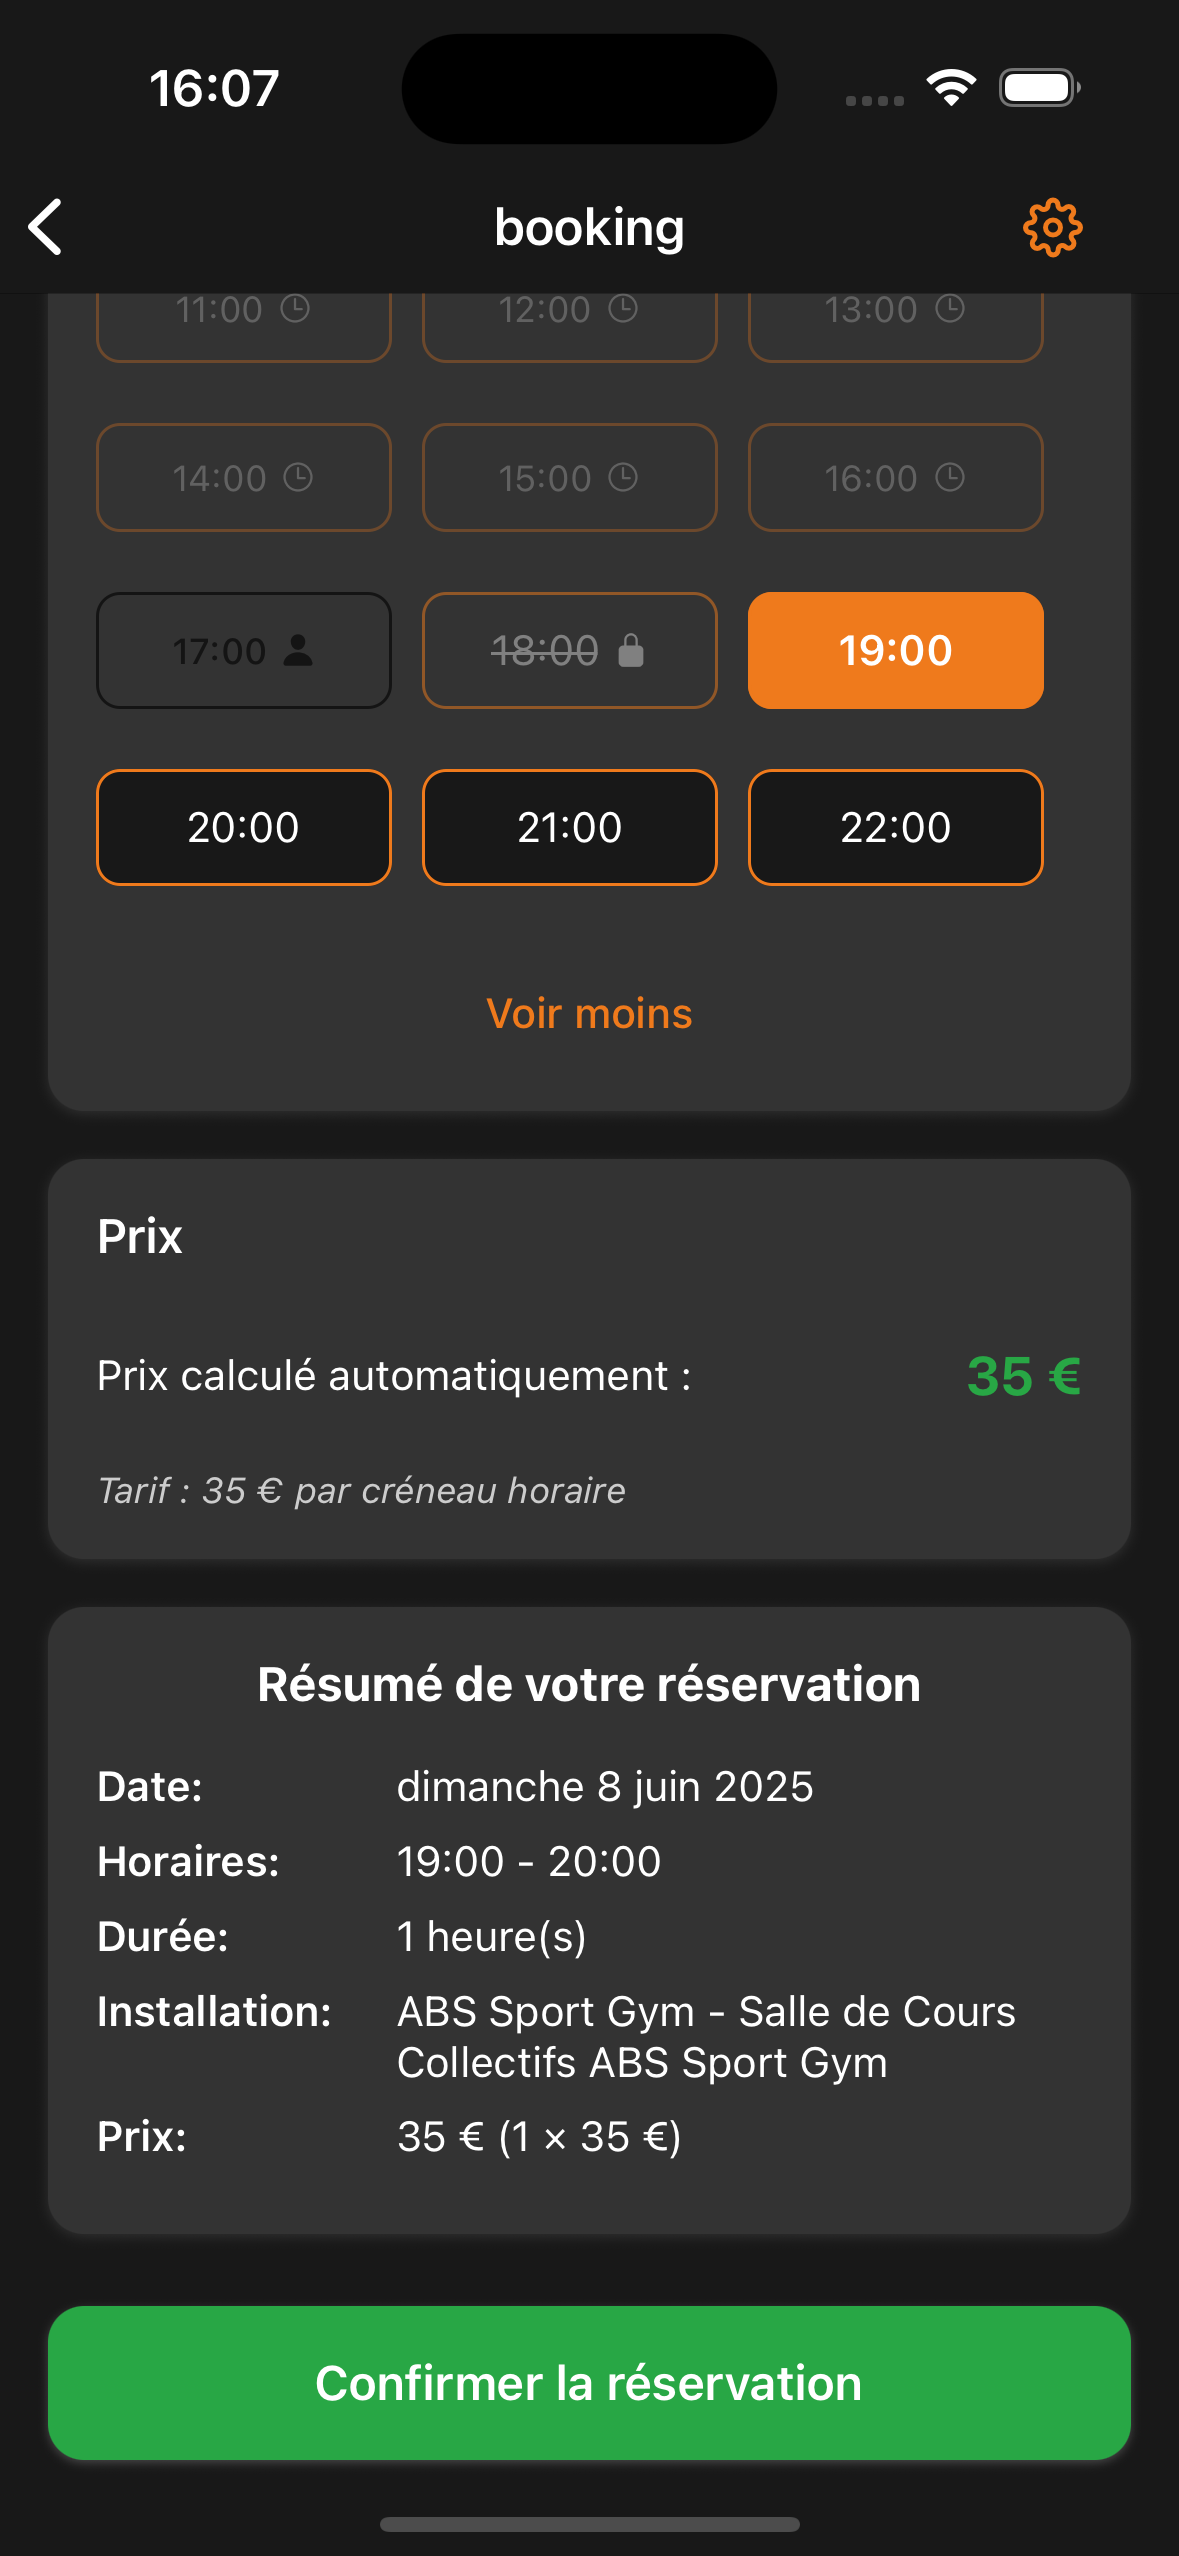 16:07
booking
11:00 12:00 13:00
14:00 15:00 16:00
17:00 18:00 19:00
20:00 21:00 22:00
Voir moins
Prix
Prix calculé automatiquement : 35 €
Tarif : 35 € par créneau horaire
Résumé de votre réservation
Date: dimanche 8 juin 2025
Horaires: 19:00 - 20:00
Durée: 1 heure(s)
Installation: ABS Sport Gym - Salle de Cours
Collectifs ABS Sport Gym
Prix: 35 € (1 × 35 €)
Confirmer la réservation